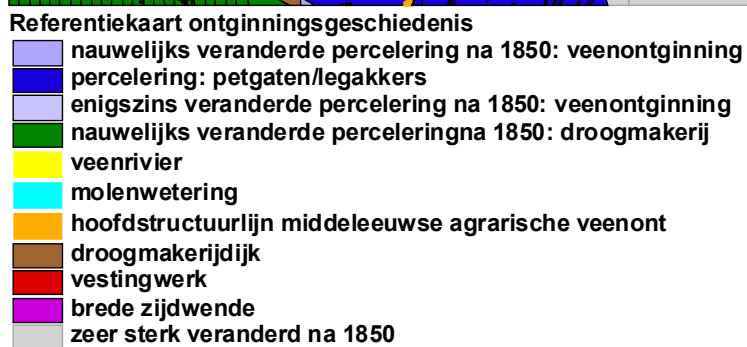 Referentiekaart ontginningsgeschiedenis
nauwelijks veranderde percelering na 1850: veenontginning
percelering: petgaten/legakkers
enigszins veranderde percelering na 1850: veenontginning
nauwelijks veranderde perceleringna 1850: droogmakerij
veenrivier
molenwetering
hoofdstructuurlijn middeleeuwse agrarische veenont
droogmakerijdijk
vestingwerk
brede zijdwende
zeer sterk veranderd na 1850